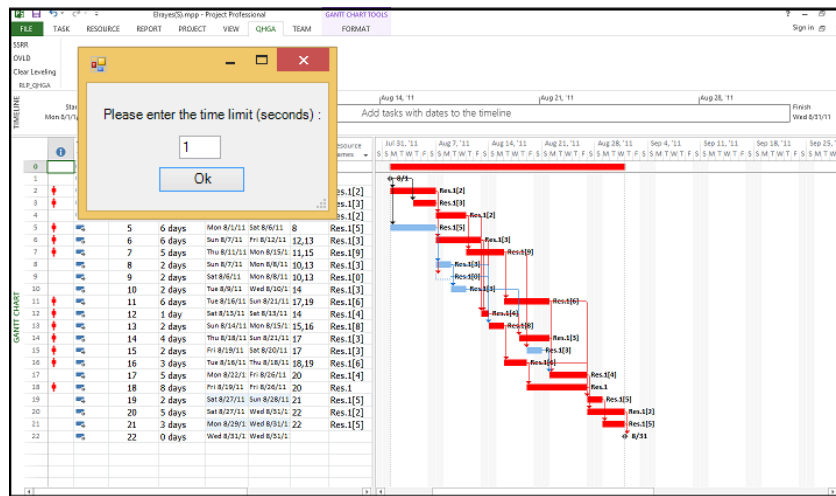 Elrayes(S).mpp - Project Professional
GANTT CHART TOOLS
FILE TASK RESOURCE REPORT PROJECT VIEW QHGA TEAM FORMAT Sign in
SSRR
OVLD
Clear Leveling
RLP_QHGA
Please enter the time limit (seconds) :
1
Ok
TIMELINE
Aug 14, '11 Aug 21, '11 Aug 28, '11
Add tasks with dates to the timeline
Finish
Wed 8/31/11
Jul 31, '11 Aug 7, '11 Aug 14, '11 Aug 21, '11 Aug 28, '11 Sep 4, '11 Sep 11, '11 Sep 18, '11 Sep 25,
GANTT CHART
0
1 8/1
2 Res.1[2] Res.1[2]
3 Res.1[3] Res.1[3]
4 Res.1[2] Res.1[2]
5 5 6 days Mon 8/1/11 Sat 8/6/11 8 Res.1[5] Res.1[5]
6 6 6 days Sun 8/7/11 Fri 8/12/11 12,13 Res.1[3] Res.1[3]
7 7 5 days Thu 8/11/11 Mon 8/15/1 11,15 Res.1[9] Res.1[9]
8 8 2 days Sun 8/7/11 Mon 8/8/11 10,13 Res.1[3] Res.1[3]
9 9 2 days Sat 8/6/11 Mon 8/8/11 10,13 Res.1[0] Res.1[0]
10 10 2 days Tue 8/9/11 Wed 8/10/1 14 Res.1[3] Res.1[3]
11 11 6 days Tue 8/16/11 Sun 8/21/11 17,19 Res.1[6] Res.1[6]
12 12 1 day Sat 8/13/11 Sat 8/13/11 14 Res.1[4] Res.1[4]
13 13 2 days Sun 8/14/11 Mon 8/15/1 15,16 Res.1[8] Res.1[8]
14 14 4 days Thu 8/18/11 Sun 8/21/11 17 Res.1[3] Res.1[3]
15 15 2 days Fri 8/19/11 Sat 8/20/11 17 Res.1[3] Res.1[3]
16 16 3 days Tue 8/16/11 Thu 8/18/11 18,19 Res.1[6] Res.1[6]
17 17 5 days Mon 8/22/1 Fri 8/26/11 20 Res.1[4] Res.1[4]
18 18 8 days Fri 8/19/11 Fri 8/26/11 20 Res.1 Res.1
19 19 2 days Sat 8/27/11 Sun 8/28/11 21 Res.1[5] Res.1[5]
20 20 5 days Sat 8/27/11 Wed 8/31/1 22 Res.1[2] Res.1[2]
21 21 3 days Mon 8/29/1 Wed 8/31/1 22 Res.1[5] Res.1[5]
22 22 0 days Wed 8/31/1 Wed 8/31/1 8/31